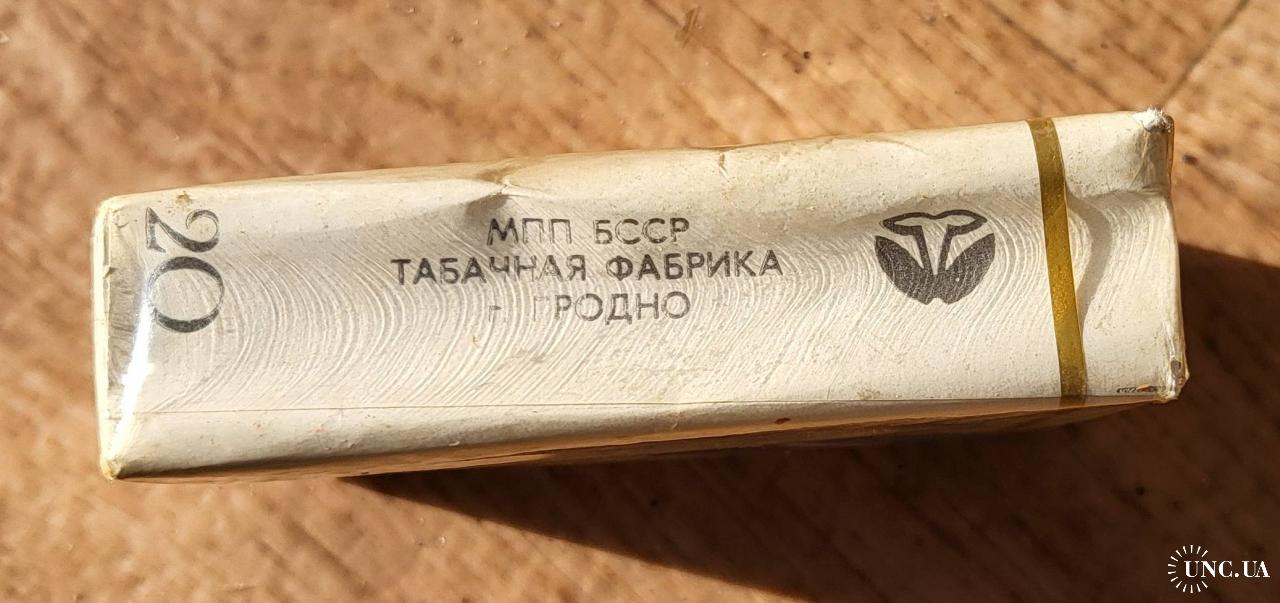 20
МПП БССР
ТАБАЧНАЯ ФАБРИКА
- ГРОДНО
UNC.UA